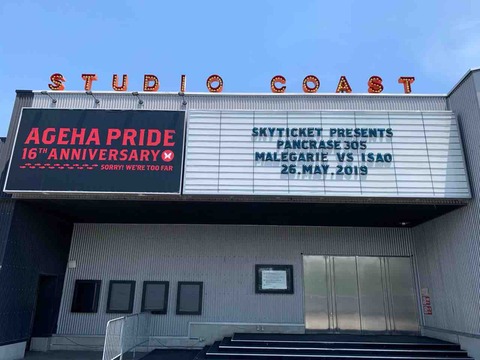 STUDIO COAST
AGEHA PRIDE
16TH ANNIVERSARY
SORRY! WE'RE TOO FAR
SKYTICKET PRESENTS
PANCRASE 305
MALEGARIE VS ISAO
26.MAY.2019